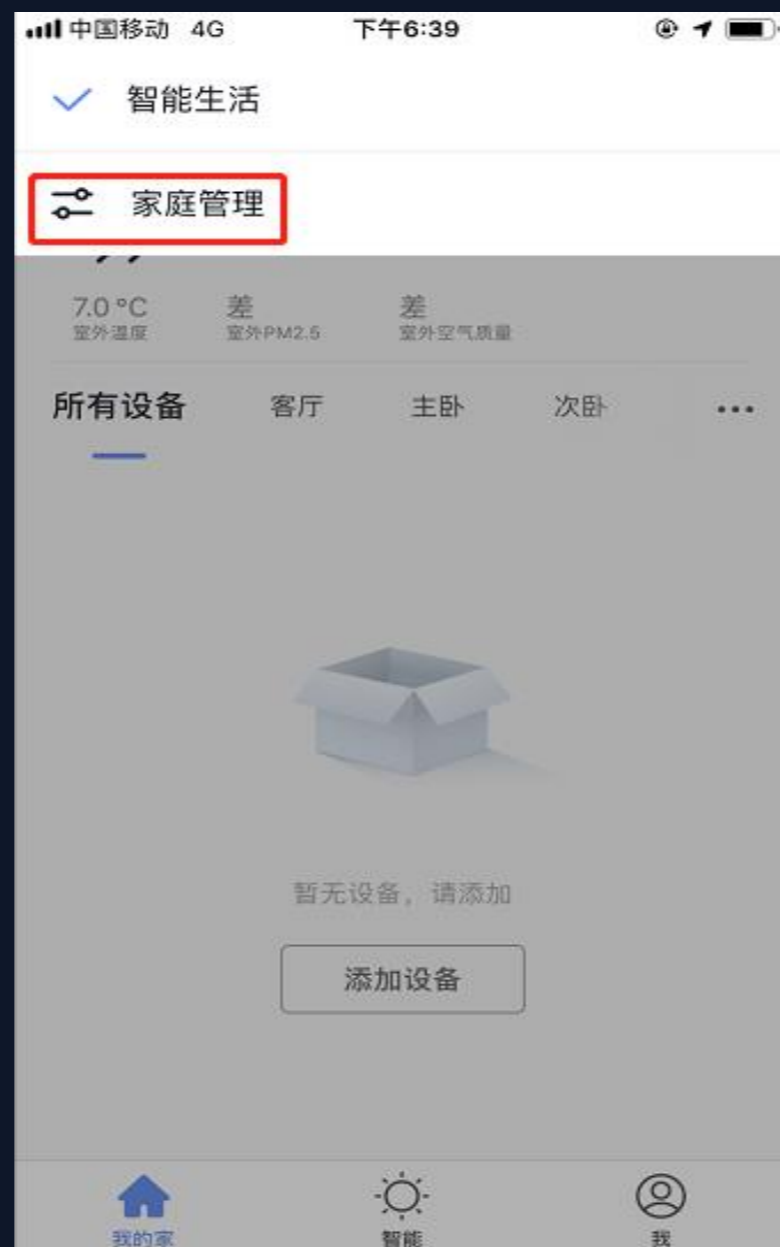 中国移动 4G 下午6:39
智能生活
家庭管理
7.0 °C 差 差
室外温度 室外PM2.5 室外空气质量
所有设备 客厅 主卧 次卧 •••
暂无设备，请添加
添加设备
我的家 智能 我